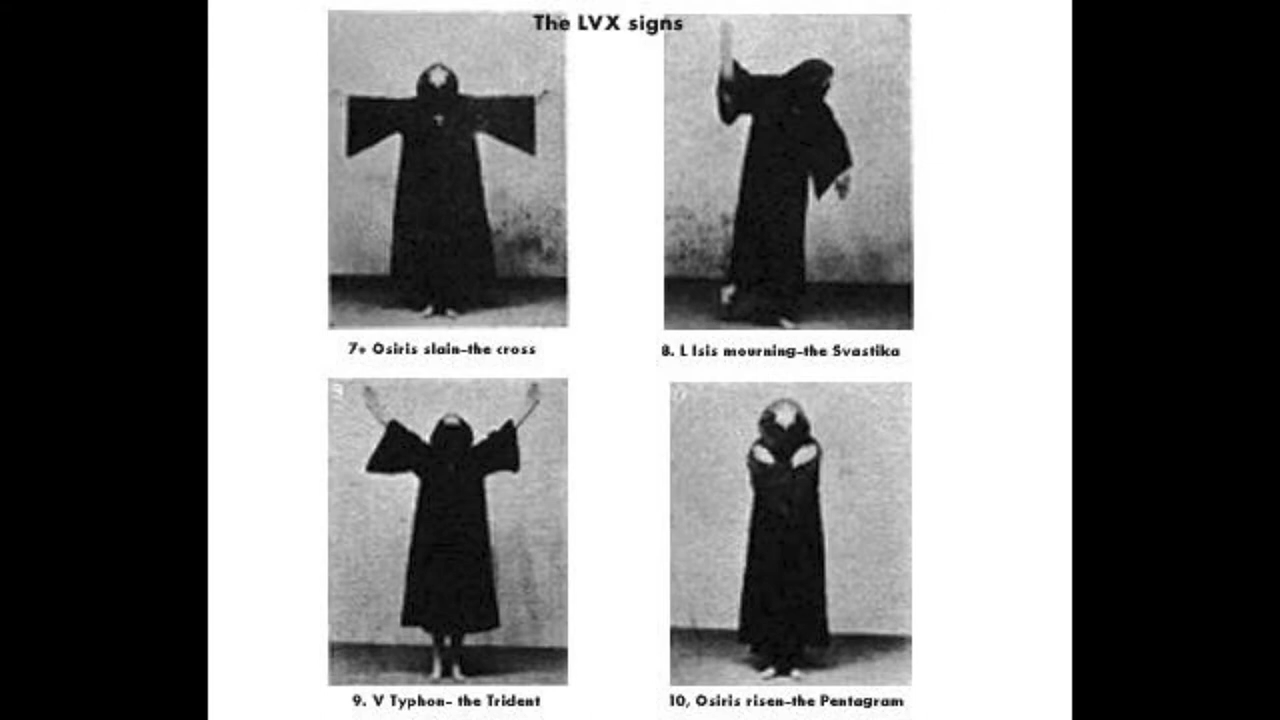 The LVX signs
7+ Osiris slain-the cross
8. L Isis mourning-the Svastika
9. V Typhon- the Trident
10, Osiris risen-the Pentagram